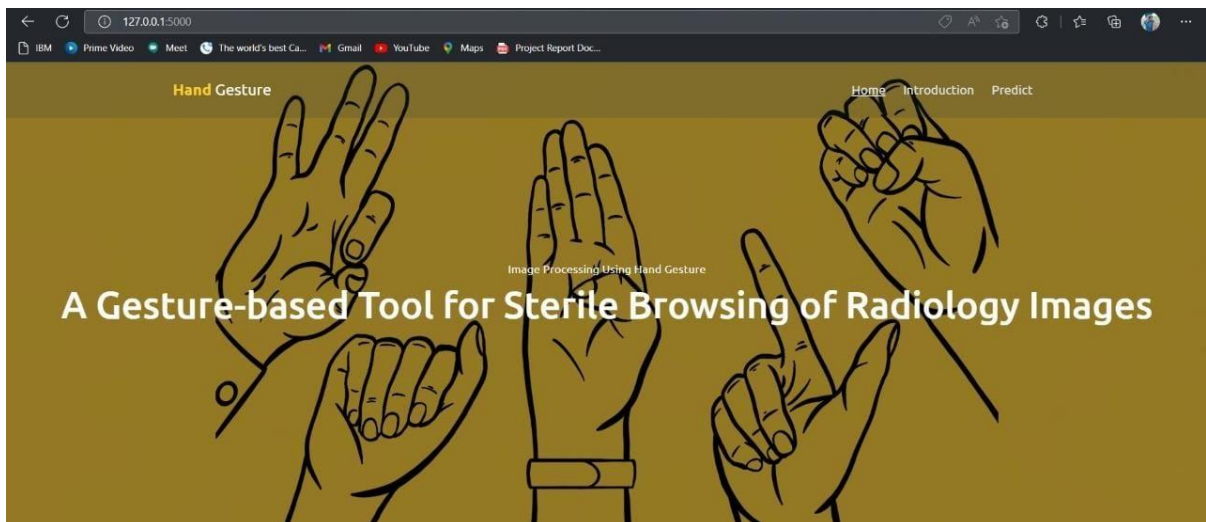 127.0.0.1:5000
IBM Prime Video Meet The world's best Ca... Gmail YouTube Maps Project Report Doc...
Hand Gesture Home Introduction Predict
Image Processing Using Hand Gesture
A Gesture-based Tool for Sterile Browsing of Radiology Images